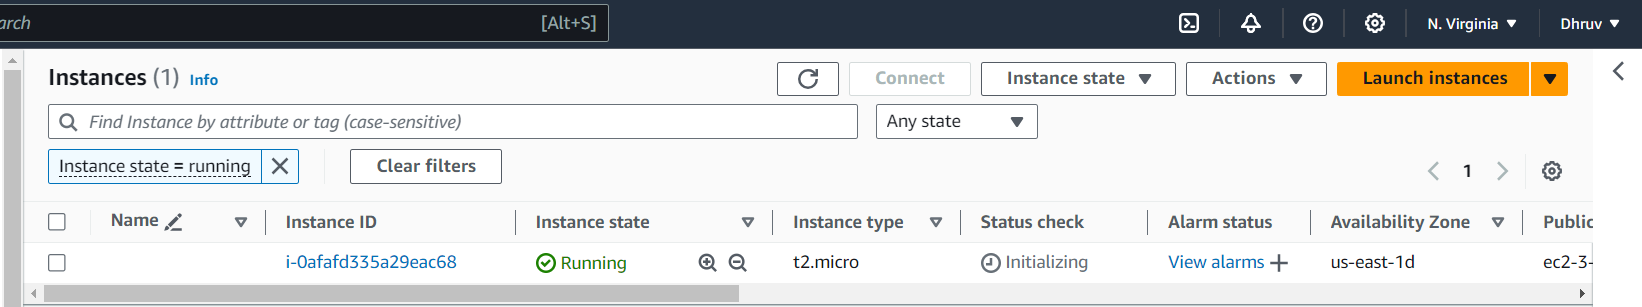 arch [Alt+S] N. Virginia Dhruv
Instances (1) Info Connect Instance state Actions Launch instances
Find Instance by attribute or tag (case-sensitive) Any state
Instance state = running Clear filters 1
Name Instance ID Instance state Instance type Status check Alarm status Availability Zone Public
i-0afafd335a29eac68 Running t2.micro Initializing View alarms us-east-1d ec2-3-